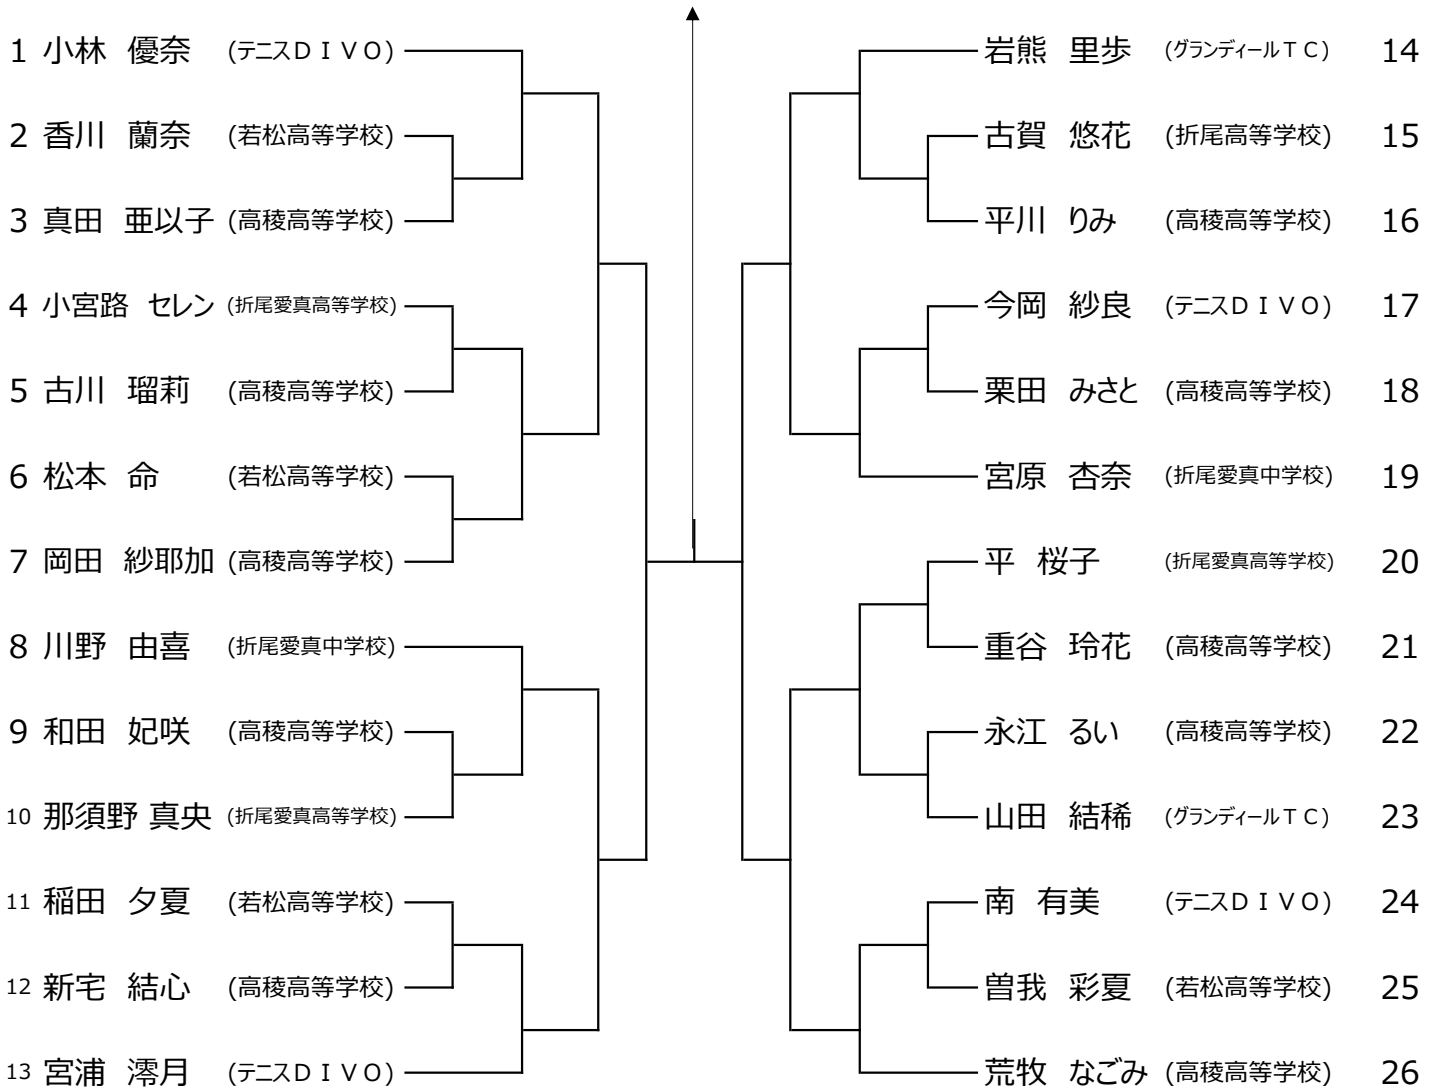 1 小林 優奈 (テニスＤＩＶＯ)
2 香川 蘭奈 (若松高等学校)
3 真田 亜以子 (高稜高等学校)
4 小宮路 セレン (折尾愛真高等学校)
5 古川 瑠莉 (高稜高等学校)
6 松本 命 (若松高等学校)
7 岡田 紗耶加 (高稜高等学校)
8 川野 由喜 (折尾愛真中学校)
9 和田 妃咲 (高稜高等学校)
10 那須野 真央 (折尾愛真高等学校)
11 稲田 夕夏 (若松高等学校)
12 新宅 結心 (高稜高等学校)
13 宮浦 澪月 (テニスＤＩＶＯ)
岩熊 里歩 (グランディールＴＣ) 14
古賀 悠花 (折尾高等学校) 15
平川 りみ (高稜高等学校) 16
今岡 紗良 (テニスＤＩＶＯ) 17
栗田 みさと (高稜高等学校) 18
宮原 杏奈 (折尾愛真中学校) 19
平 桜子 (折尾愛真高等学校) 20
重谷 玲花 (高稜高等学校) 21
永江 るい (高稜高等学校) 22
山田 結稀 (グランディールＴＣ) 23
南 有美 (テニスＤＩＶＯ) 24
曽我 彩夏 (若松高等学校) 25
荒牧 なごみ (高稜高等学校) 26